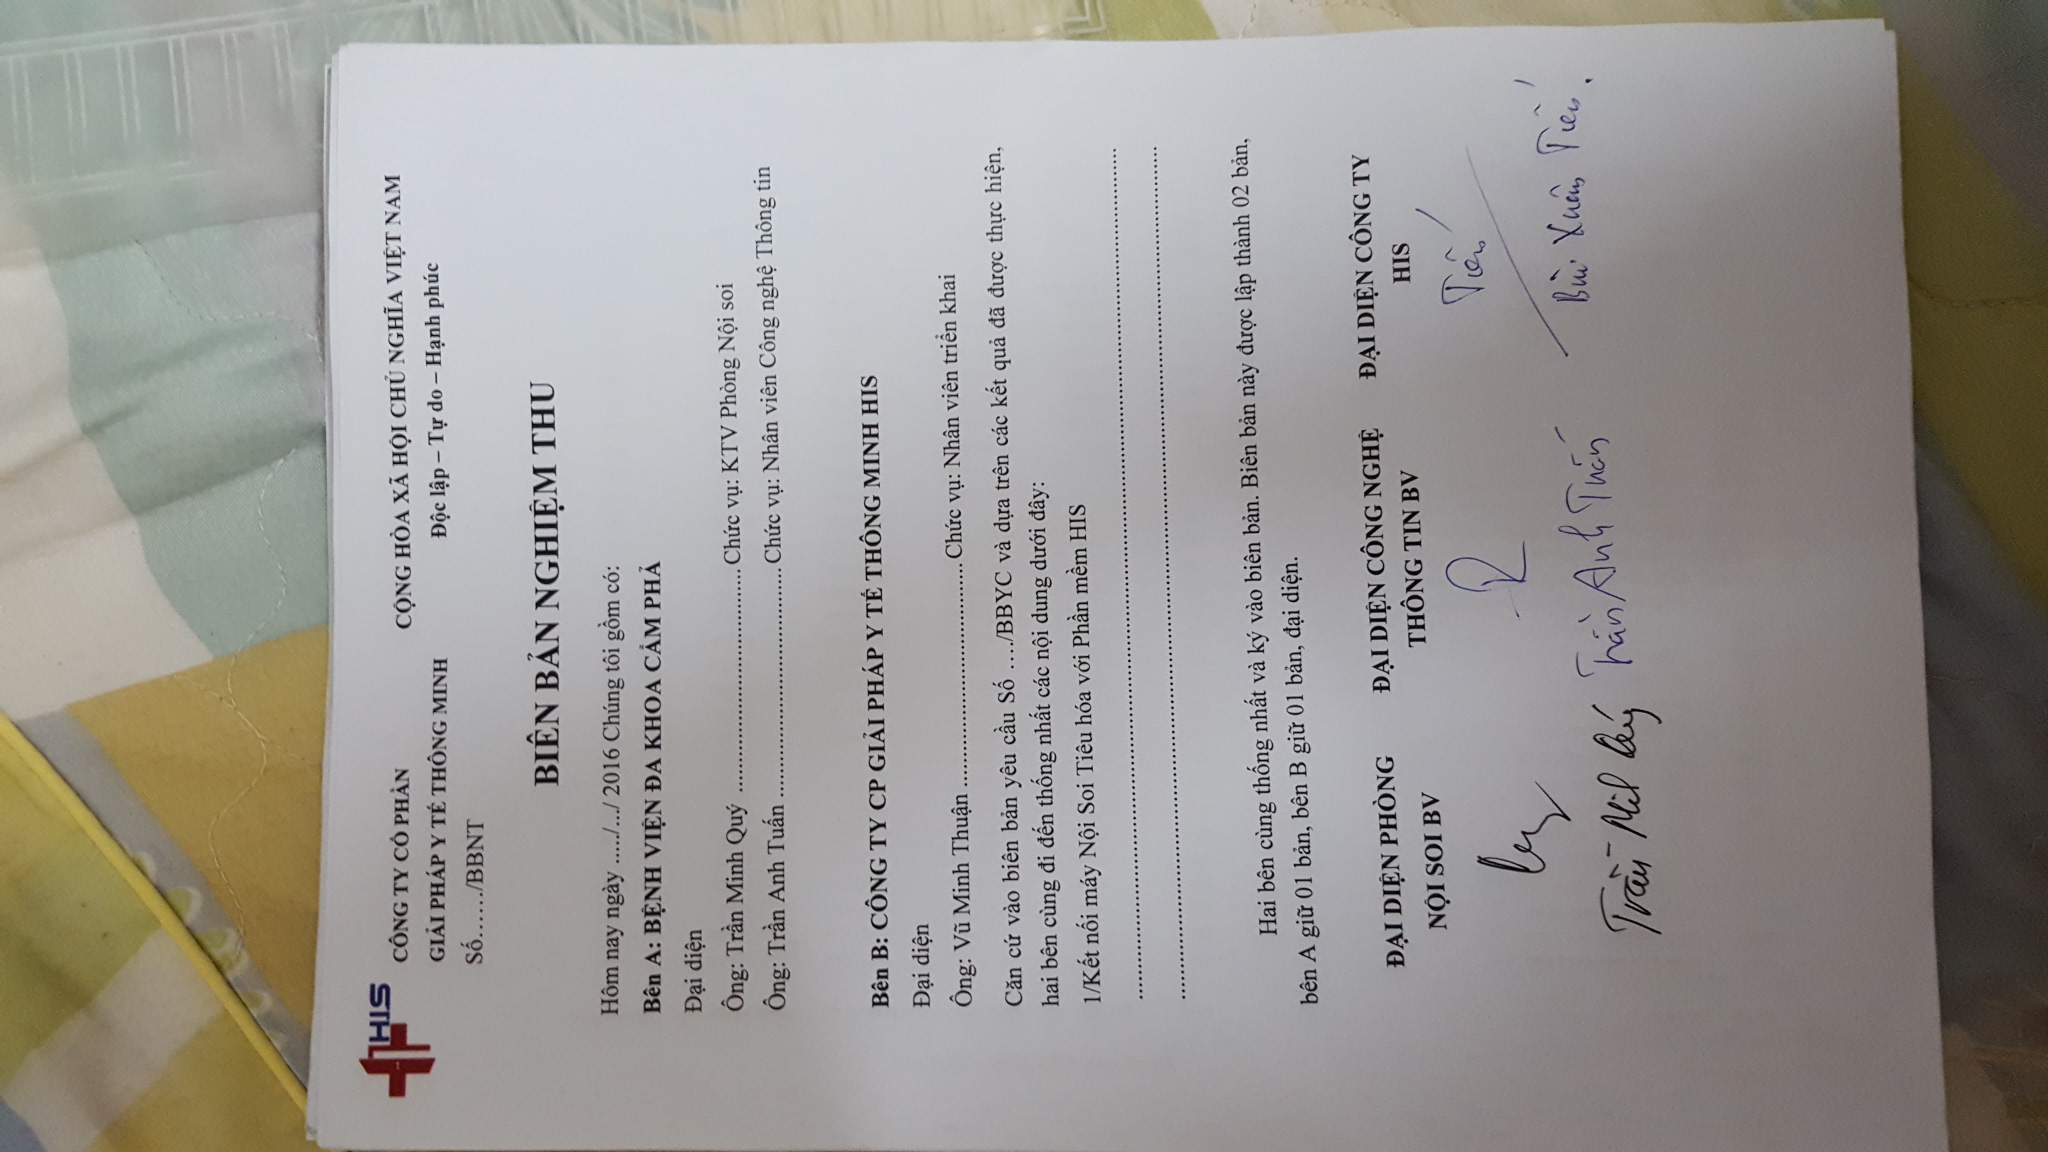 HIS
CÔNG TY CỔ PHẦN
GIẢI PHÁP Y TẾ THÔNG MINH
Số....../BBNT
CỘNG HÒA XÃ HỘI CHỦ NGHĨA VIỆT NAM
Độc lập – Tự do – Hạnh phúc
BIÊN BẢN NGHIỆM THU
Hôm nay ngày ...../.../ 2016 Chúng tôi gồm có:
Bên A: BỆNH VIỆN ĐA KHOA CẨM PHẢ
Đại diện
Ông: Trần Minh Quý ...................................... Chức vụ: KTV Phòng Nội soi
Ông: Trần Anh Tuấn ....................................... Chức vụ: Nhân viên Công nghệ Thông tin
Bên B: CÔNG TY CP GIẢI PHÁP Y TẾ THÔNG MINH HIS
Đại diện
Ông: Vũ Minh Thuận ...................................... Chức vụ: Nhân viên triển khai
Căn cứ vào biên bản yêu cầu Số …./BBYC và dựa trên các kết quả đã được thực hiện,
hai bên cùng đi đến thống nhất các nội dung dưới đây:
1/Kết nối máy Nội Soi Tiêu hóa với Phần mềm HIS
Hai bên cùng thống nhất và ký vào biên bản. Biên bản này được lập thành 02 bản,
bên A giữ 01 bản, bên B giữ 01 bản, đại diện.
ĐẠI DIỆN PHÒNG
NỘI SOI BV
ĐẠI DIỆN CÔNG NGHỆ
THÔNG TIN BV
ĐẠI DIỆN CÔNG TY
HIS
Tiến
Trần Minh Quý
Trần Anh Tuấn
Bùi Xuân Tiến